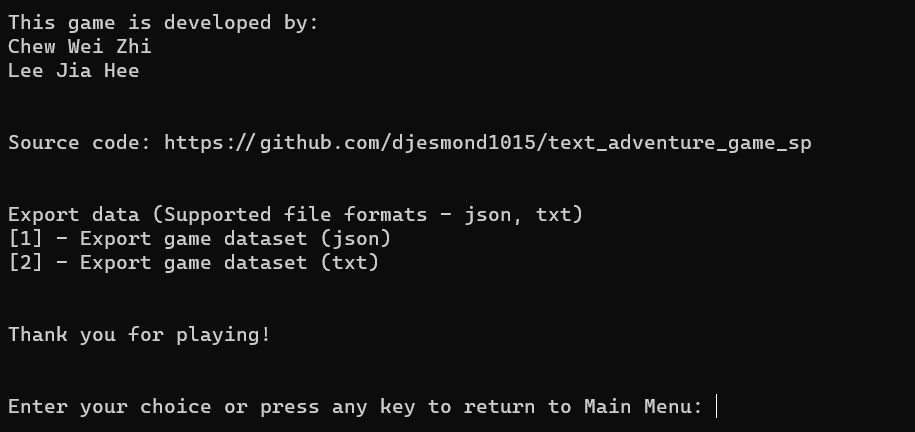 This game is developed by:
Chew Wei Zhi
Lee Jia Hee
Source code: https://github.com/djesmond1015/text_adventure_game_sp
Export data (Supported file formats - json, txt)
[1] - Export game dataset (json)
[2] - Export game dataset (txt)
Thank you for playing!
Enter your choice or press any key to return to Main Menu: